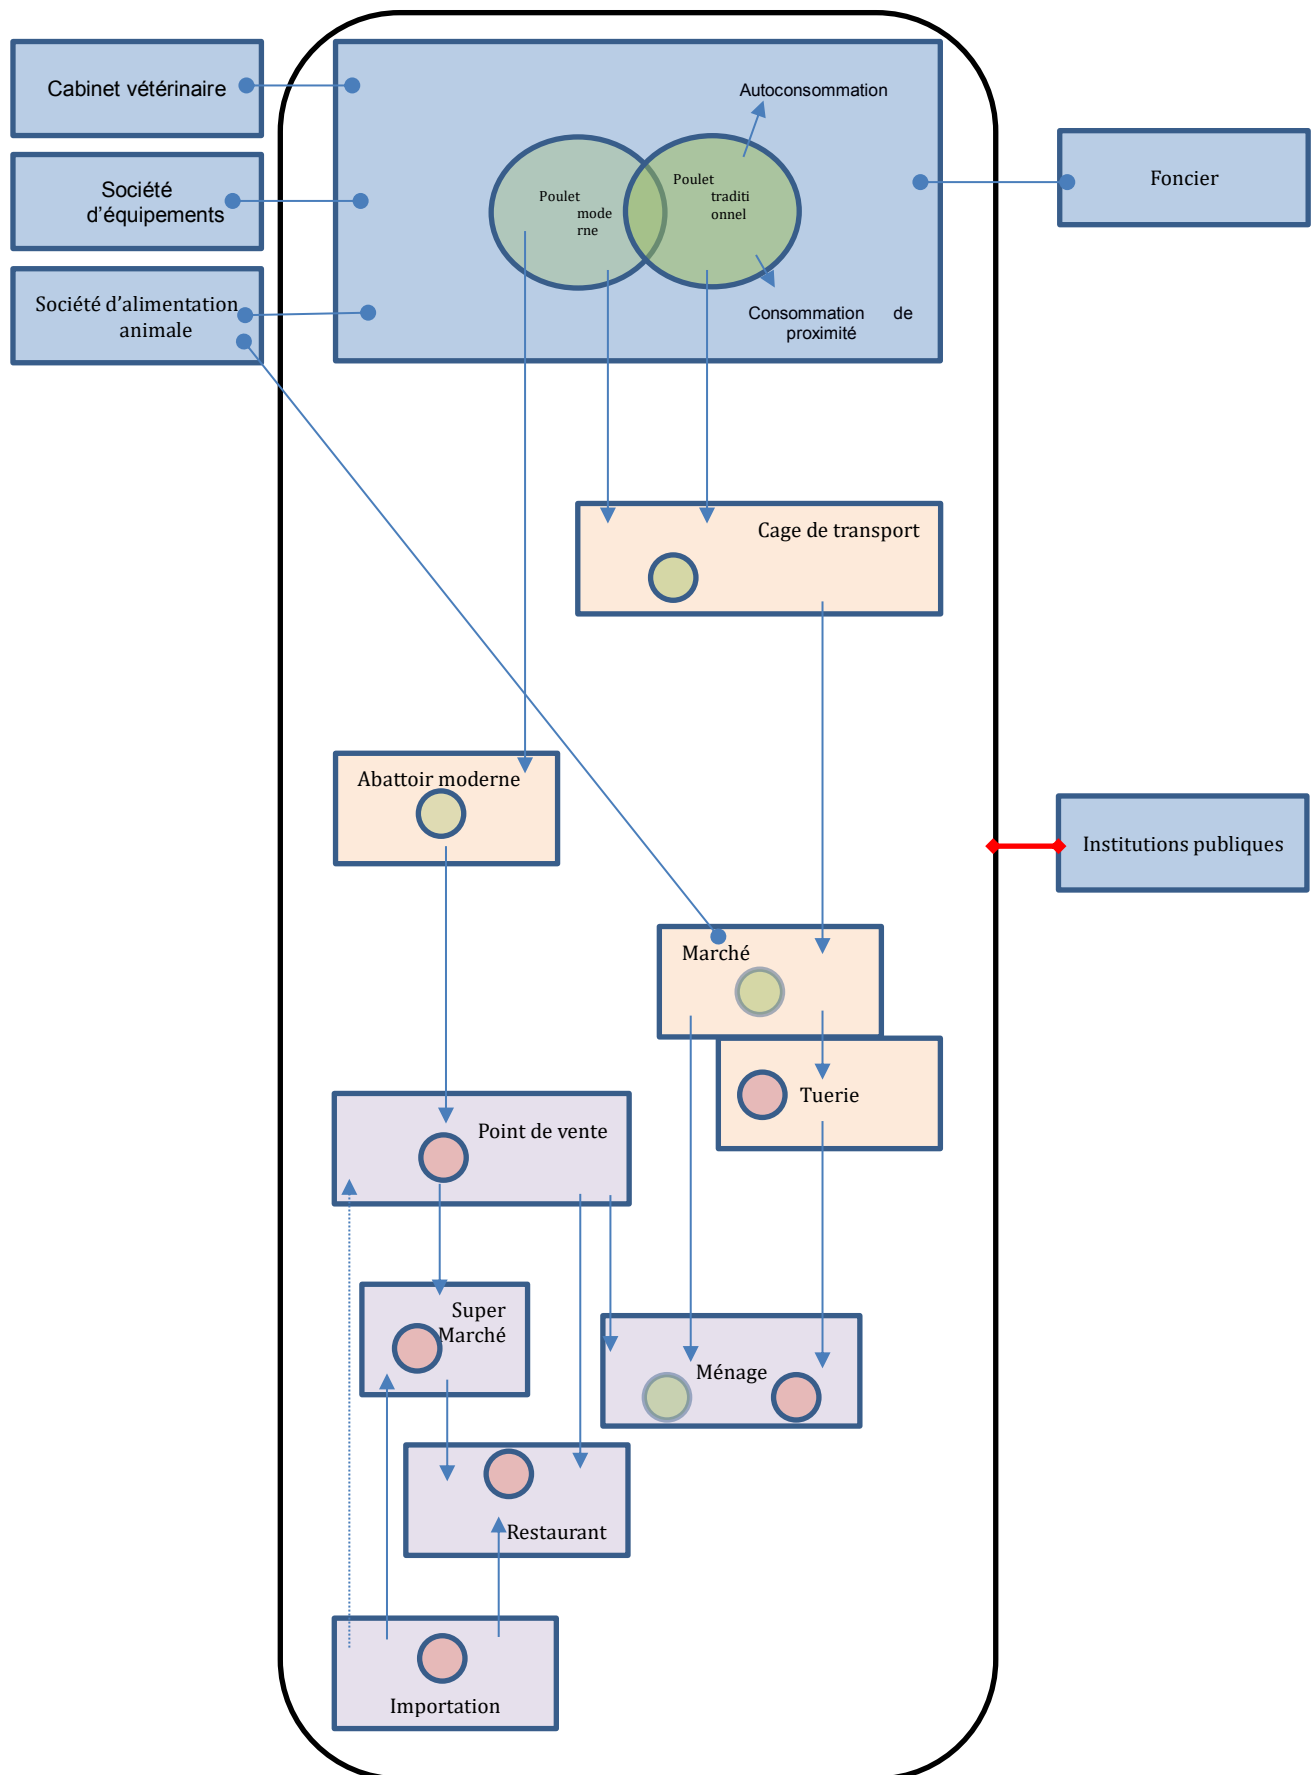 Cabinet vétérinaire
Société
d'équipements
Société d'alimentation
animale
Autoconsommation
Poulet
mode
rne
Poulet
traditi
onnel
Consommation de
proximité
Foncier
Cage de transport
Abattoir moderne
Institutions publiques
Marché
Tuerie
Point de vente
Super
Marché
Ménage
Restaurant
Importation